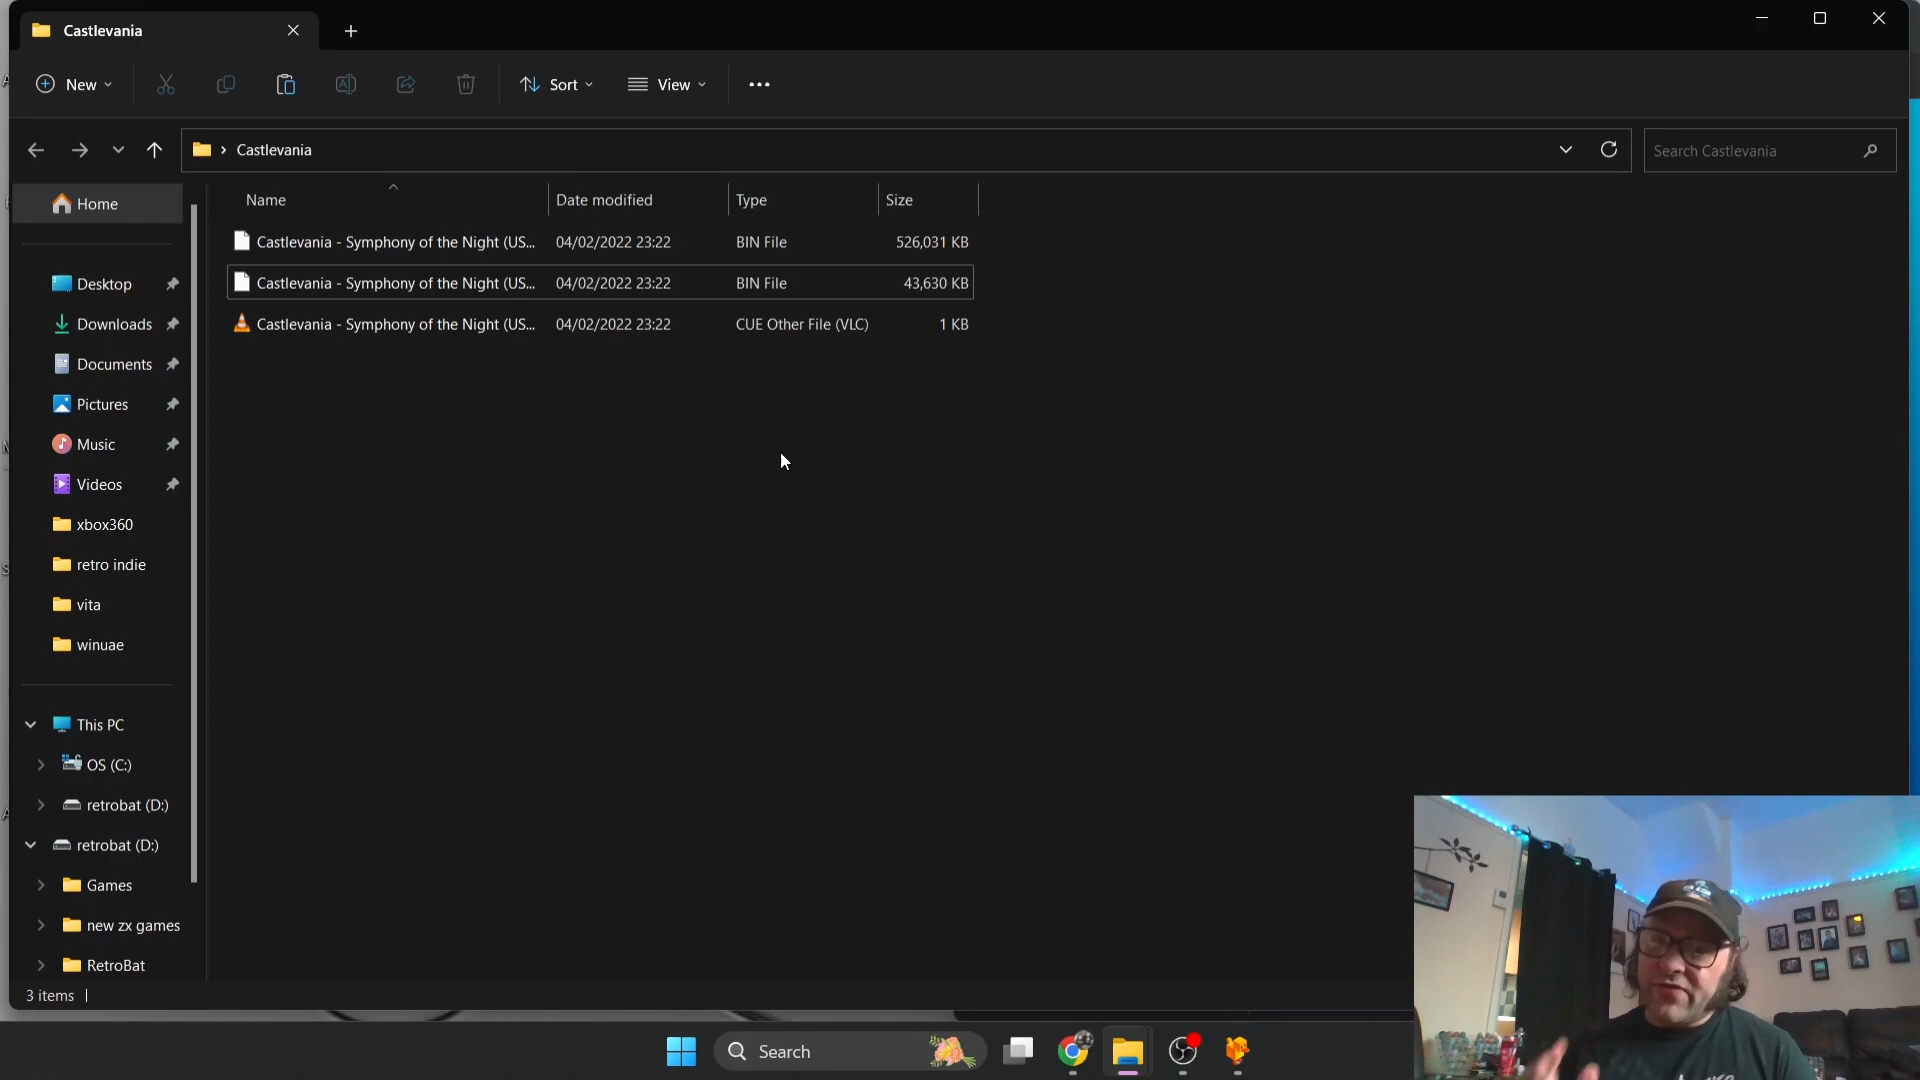 Castlevania
New
Sort
View
Castlevania
Search Castlevania
Home
Desktop
Downloads
Documents
Pictures
Music
Videos
xbox360
retro indie
vita
winuae
This PC
OS (C:)
retrobat (D:)
retrobat (D:)
Games
new zx games
RetroBat
Name Date modified Type Size
Castlevania - Symphony of the Night (US... 04/02/2022 23:22 BIN File 526,031 KB
Castlevania - Symphony of the Night (US... 04/02/2022 23:22 BIN File 43,630 KB
Castlevania - Symphony of the Night (US... 04/02/2022 23:22 CUE Other File (VLC) 1 KB
3 items
Search